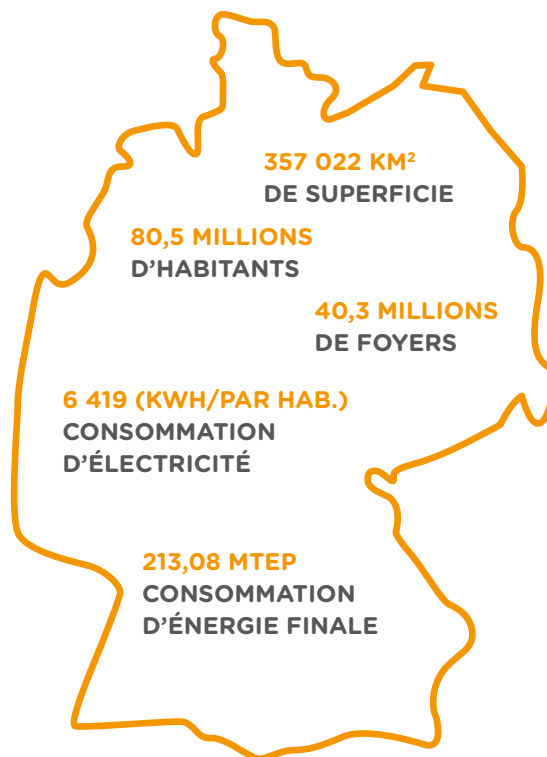 357 022 KM²
DE SUPERFICIE
80,5 MILLIONS
D’HABITANTS
40,3 MILLIONS
DE FOYERS
6 419 (KWH/PAR HAB.)
CONSOMMATION
D’ÉLECTRICITÉ
213,08 MTEP
CONSOMMATION
D’ÉNERGIE FINALE